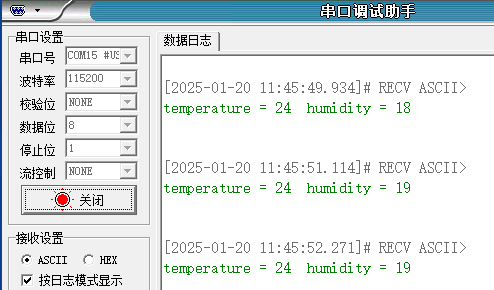 串口调试助手
串口设置
串口号 COM15 #US
波特率 115200
校验位 NONE
数据位 8
停止位 1
流控制 NONE
关闭
接收设置
ASCII HEX
按日志模式显示
数据日志
[2025-01-20 11:45:49.934]# RECV ASCII>
temperature = 24  humidity = 18
[2025-01-20 11:45:51.114]# RECV ASCII>
temperature = 24  humidity = 19
[2025-01-20 11:45:52.271]# RECV ASCII>
temperature = 24  humidity = 19